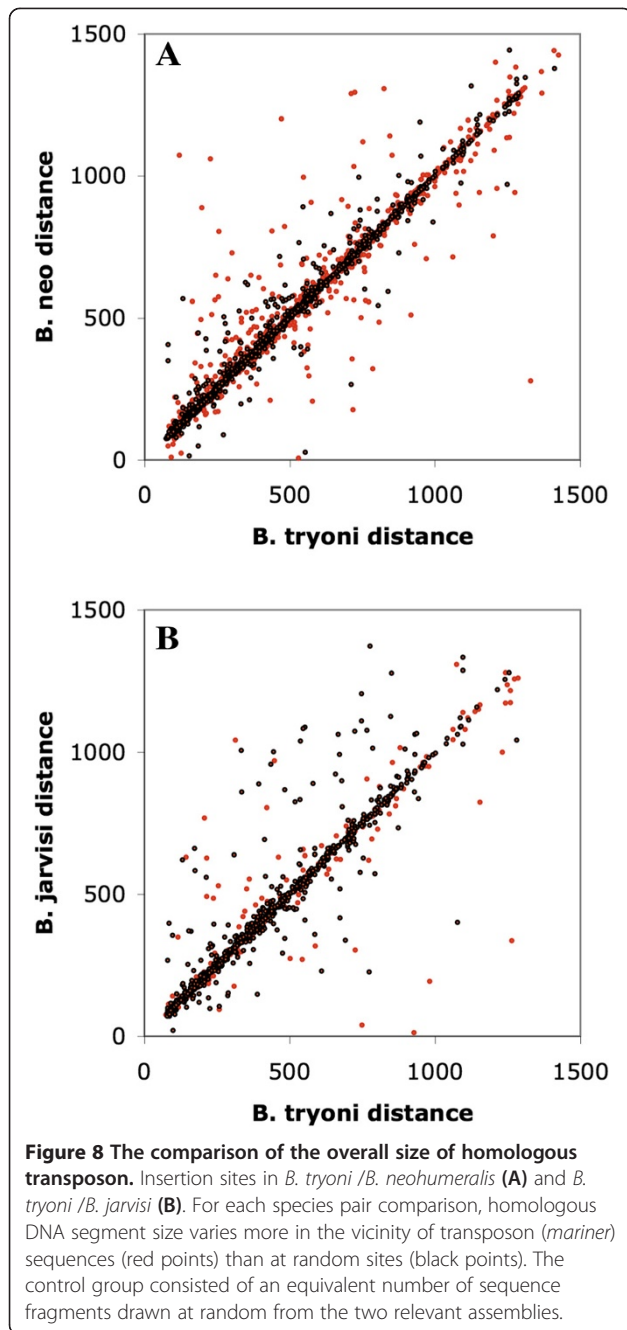 1500
A
1000
B. neo distance
500
0
0 500 1000 1500
B. tryoni distance
1500
B
1000
B. jarvisi distance
500
0
0 500 1000 1500
B. tryoni distance
Figure 8 The comparison of the overall size of homologous
transposon. Insertion sites in B. tryoni /B. neohumeralis (A) and B.
tryoni /B. jarvisi (B). For each species pair comparison, homologous
DNA segment size varies more in the vicinity of transposon (mariner)
sequences (red points) than at random sites (black points). The
control group consisted of an equivalent number of sequence
fragments drawn at random from the two relevant assemblies.